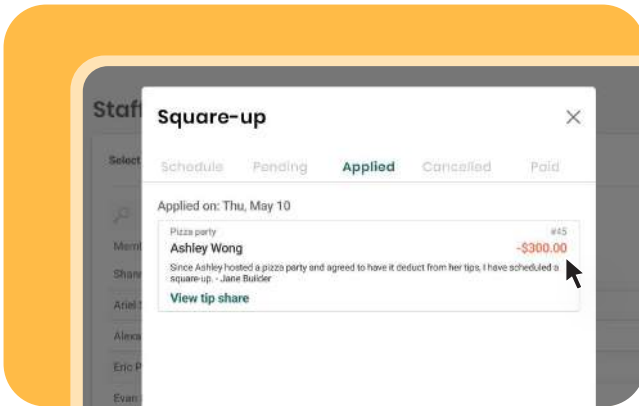 Staff
Square-up
Select
Schedule Pending Applied Cancelled Paid
Applied on: Thu, May 10
Pizza party #45
Ashley Wong -$300.00
Since Ashley hosted a pizza party and agreed to have it deduct from her tips, I have scheduled a
square-up. - Jane Builder
View tip share
Ariel
Eric P
Evan